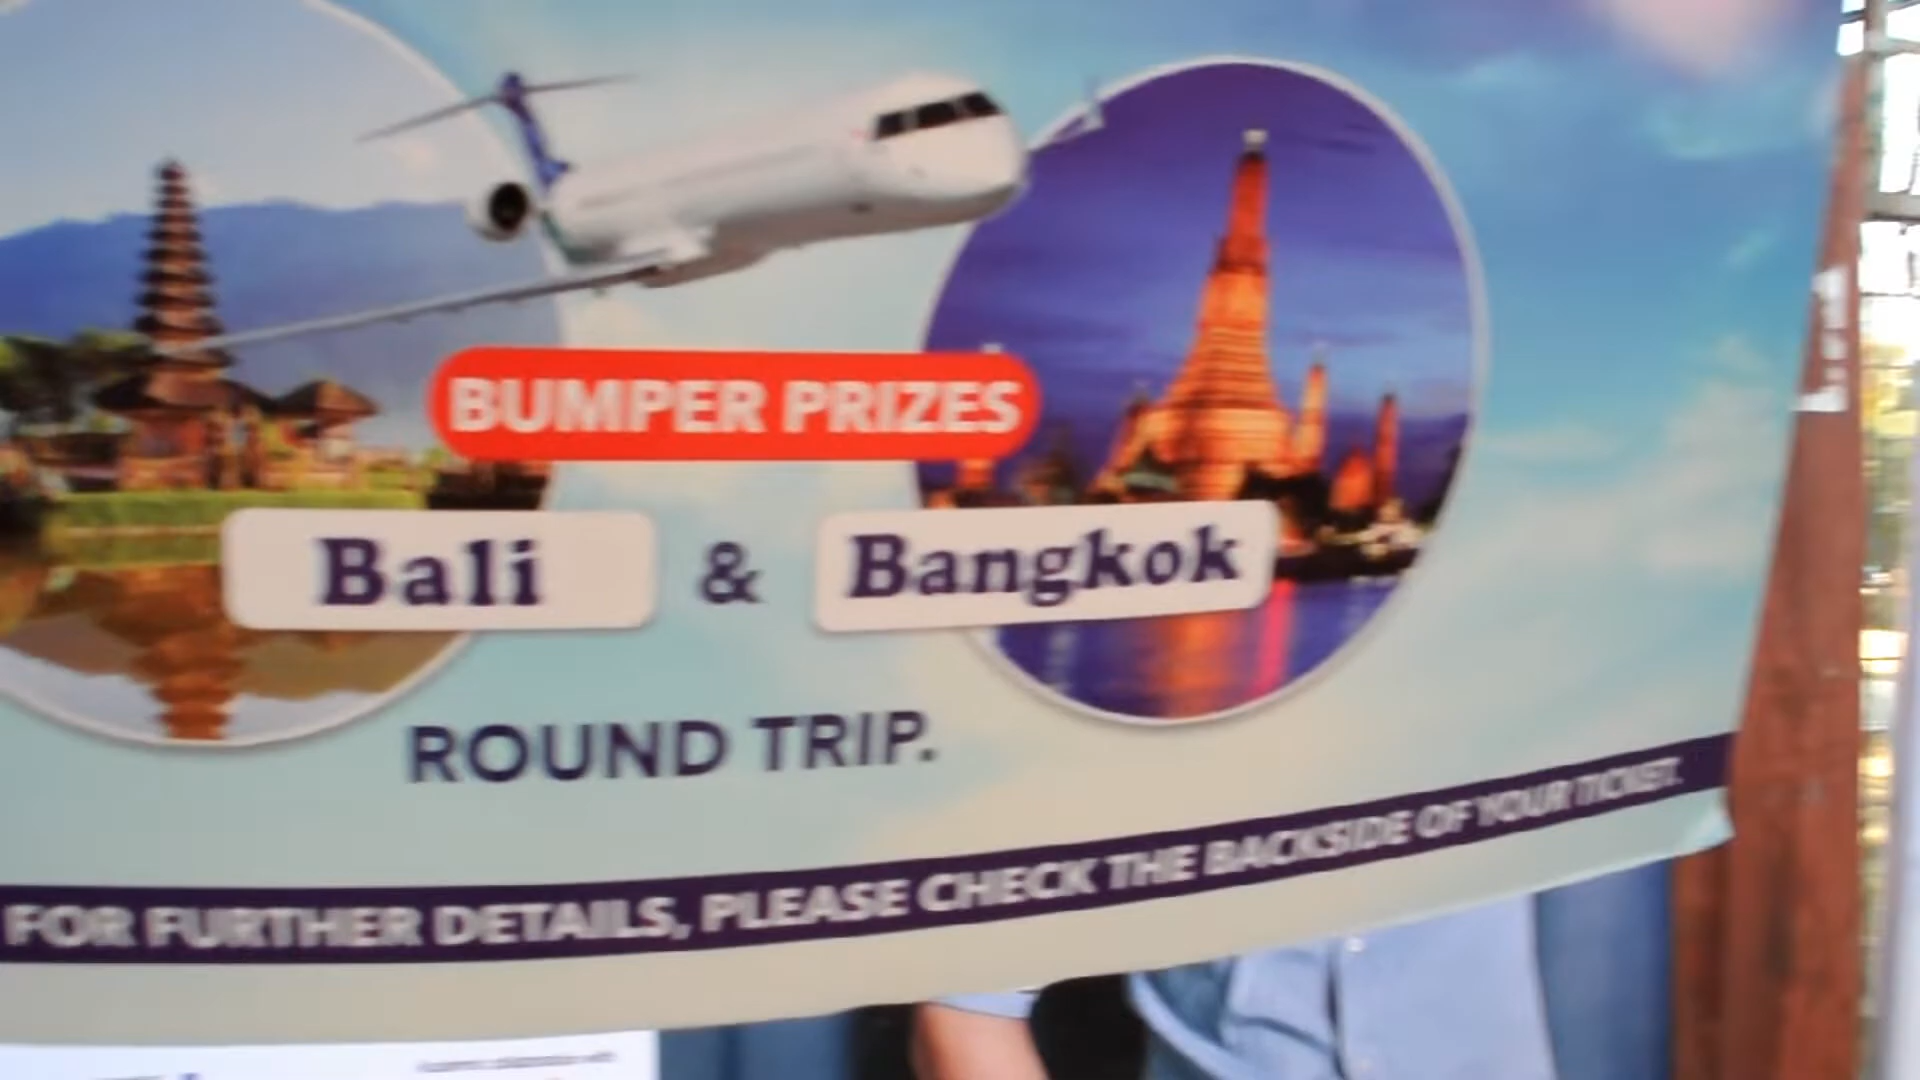 BUMPER PRIZES
Bali & Bangkok
ROUND TRIP.
FOR FURTHER DETAILS, PLEASE CHECK THE BACKSIDE OF YOUR TICKET.